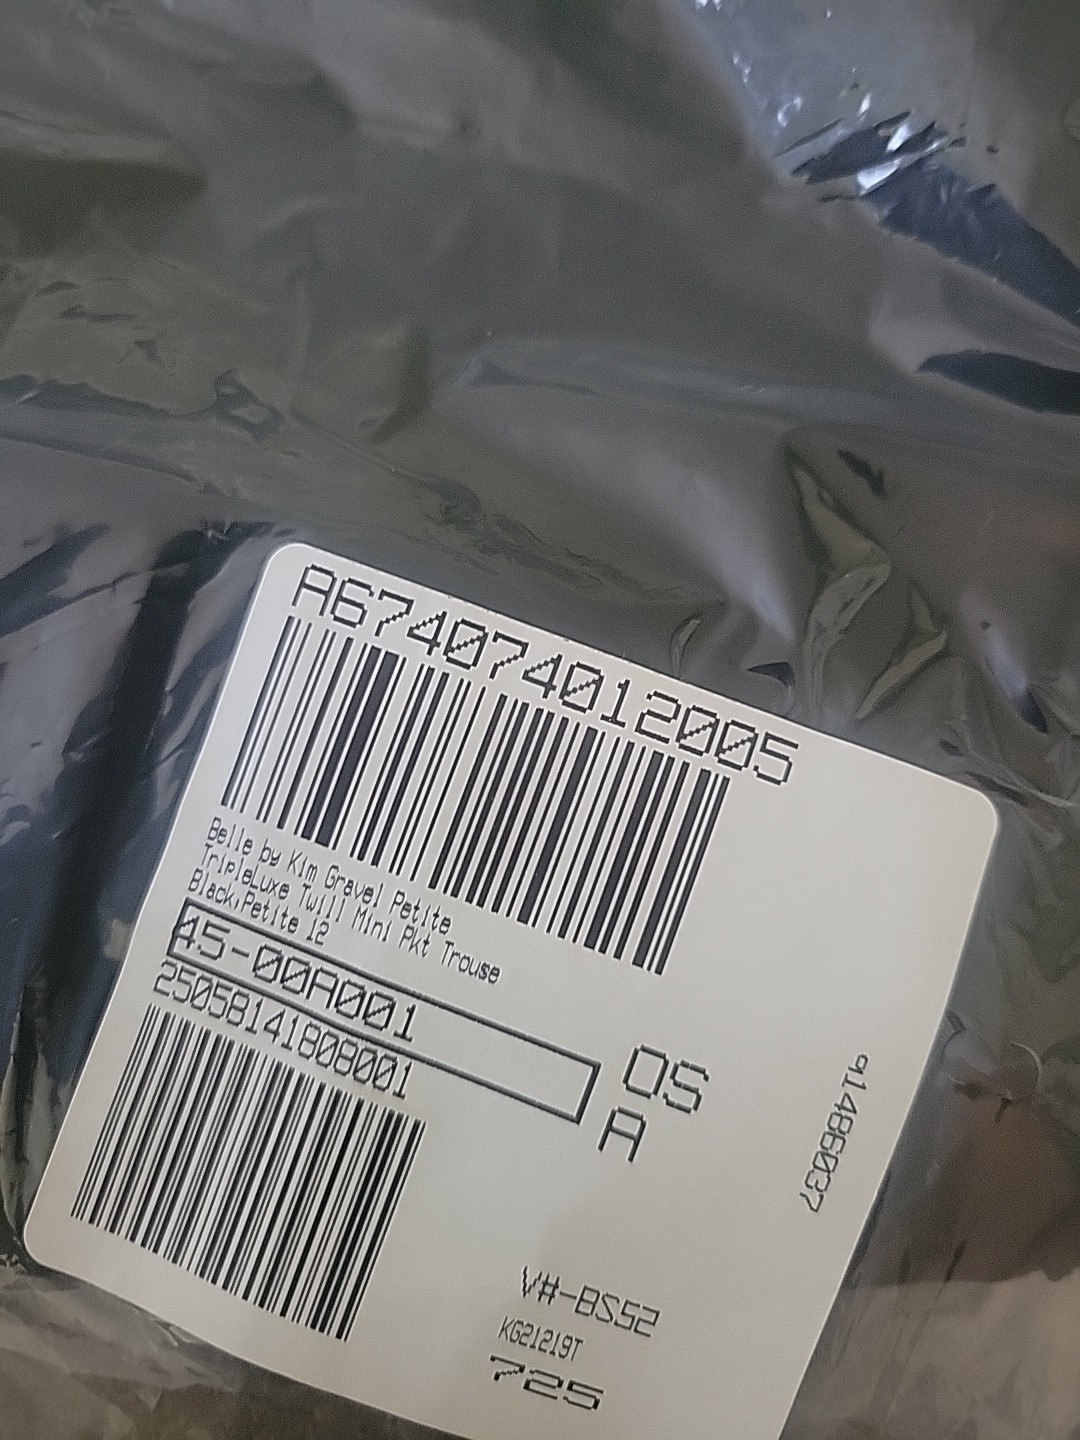 A674074012005
Belle by Kim Gravel Petite
TripleLuxe Twill Mini Pkt Trouse
Black,Petite 12
45-00A001
25058141808001
OS
A
914866037
V#-BS52
KG21219T
725